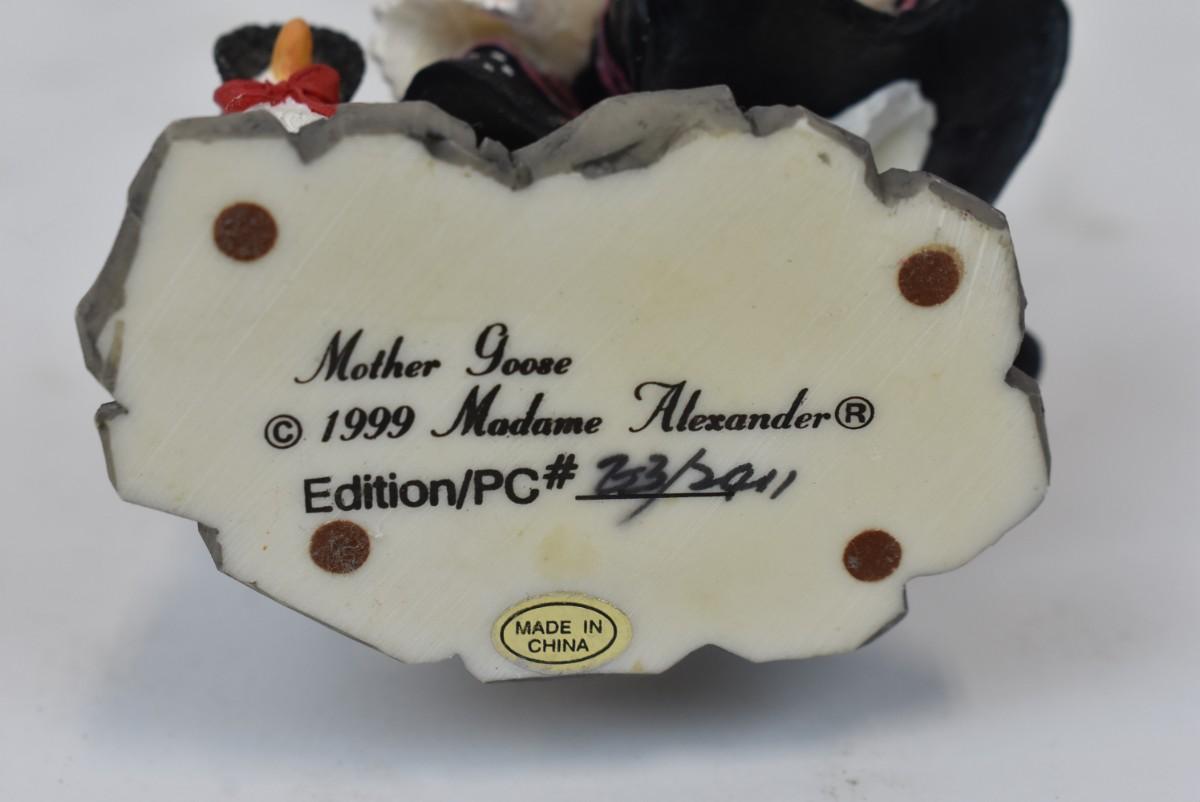 Mother Goose
© 1999 Madame Alexander®
Edition/PC#
MADE IN
CHINA